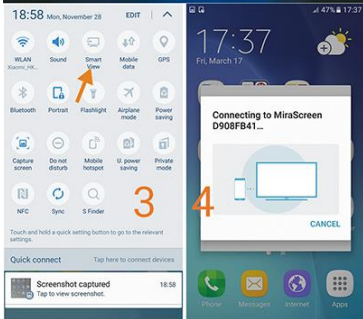 18:58 Mon, November 28 EDIT
WLAN
Xiaomi_HK...
Sound
Smart
View
Mobile
data
GPS
Bluetooth
Portrait
Flashlight
Airplane
mode
Power
saving
Capture
screen
Do not
disturb
Mobile
hotspot
U. power
saving
Private
mode
NFC
Sync
S Finder
3
Touch and hold a quick setting button to go to the relevant
settings.
Quick connect Tap here to connect devices
Screenshot captured 18:58
Tap to view screenshot.
47% 17:37
17:37
Fri, March 17
Connecting to MiraScreen
D908FB41...
4
CANCEL
Phone
Messages
Internet
Apps